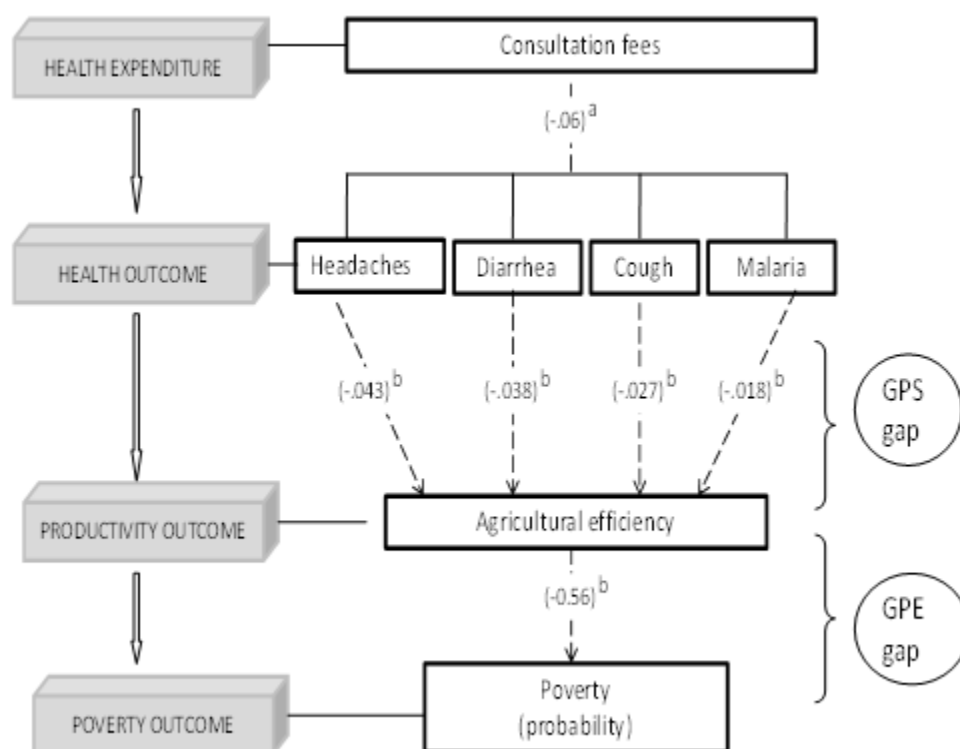 HEALTH EXPENDITURE
Consultation fees
(-.06)a
HEALTH OUTCOME
Headaches
Diarrhea
Cough
Malaria
(-.043)b
(-.038)b
(-.027)b
(-.018)b
GPS
gap
PRODUCTIVITY OUTCOME
Agricultural efficiency
(-0.56)b
GPE
gap
POVERTY OUTCOME
Poverty
(probability)